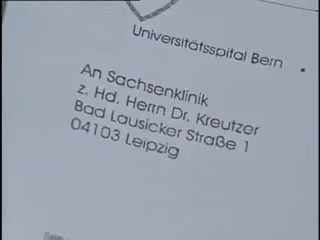 Universitätsspital Bern
An Sachsenklinik
z. Hd. Herrn Dr. Kreutzer
Bad Lausicker Straße 1
04103 Leipzig